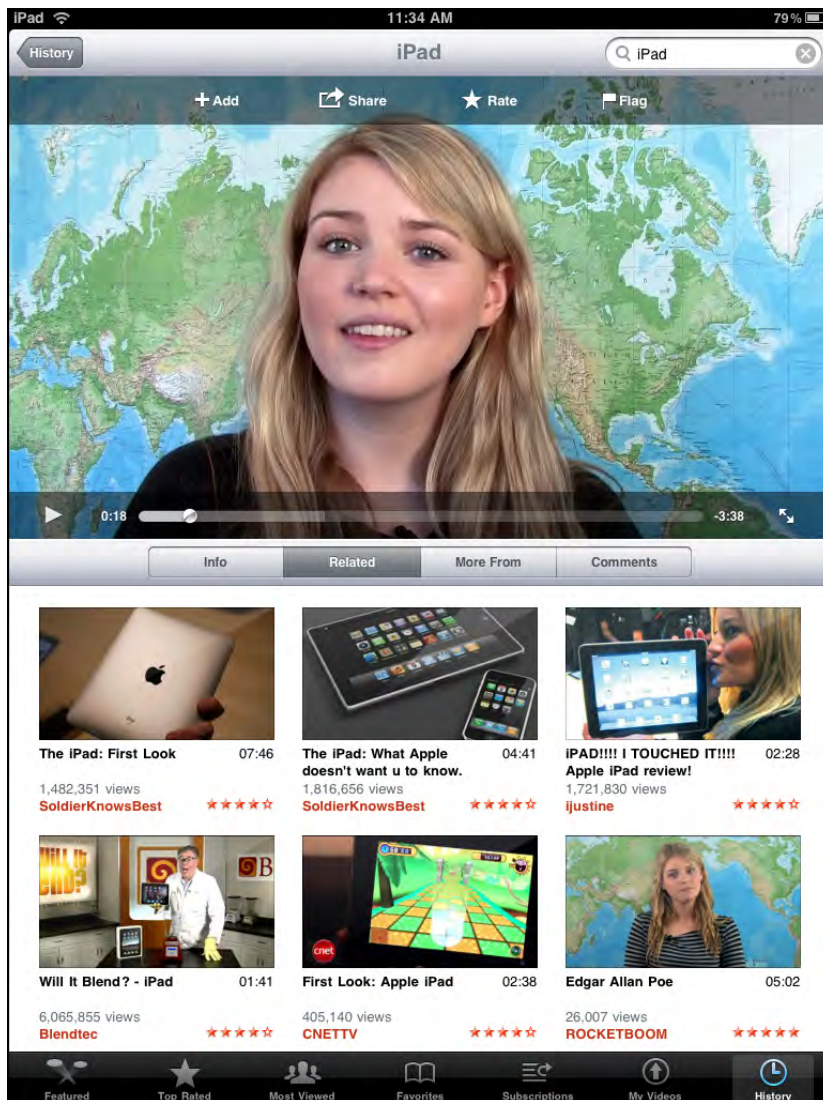 iPad
11:34 AM
79%
History
iPad
iPad
Add
Share
Rate
Flag
0:18
-3:38
Info
Related
More From
Comments
The iPad: First Look 07:46
1,482,351 views
SoldierKnowsBest
The iPad: What Apple 04:41
doesn't want u to know.
1,816,656 views
SoldierKnowsBest
iPAD!!!! I TOUCHED IT!!!! 02:28
Apple iPad review!
1,721,830 views
ijustine
Will It Blend? - iPad 01:41
6,065,855 views
Blendtec
cnet
First Look: Apple iPad 02:38
405,140 views
CNETTV
Edgar Allan Poe 05:02
26,007 views
ROCKETBOOM
Featured
Top Rated
Most Viewed
Favorites
Subscriptions
My Videos
History